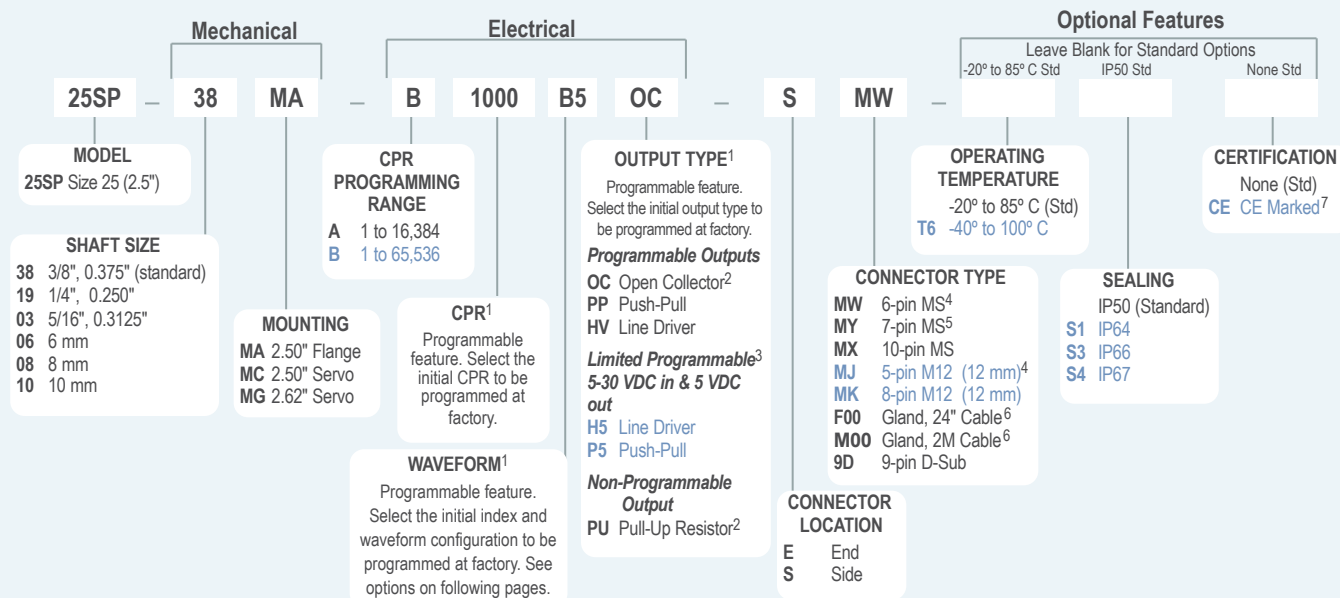 Mechanical
Electrical
Optional Features
Leave Blank for Standard Options
-20º to 85º C Std IP50 Std None Std
25SP – 38 MA – B 1000 B5 OC – S MW –
MODEL
25SP Size 25 (2.5")
SHAFT SIZE
38 3/8", 0.375" (standard)
19 1/4", 0.250"
03 5/16", 0.3125"
06 6 mm
08 8 mm
10 10 mm
MOUNTING
MA 2.50" Flange
MC 2.50" Servo
MG 2.62" Servo
CPR
PROGRAMMING
RANGE
A 1 to 16,384
B 1 to 65,536
CPR1
Programmable
feature. Select the
initial CPR to be
programmed at
factory.
WAVEFORM1
Programmable feature.
Select the initial index and
waveform configuration to be
programmed at factory. See
options on following pages.
OUTPUT TYPE1
Programmable feature.
Select the initial output type to
be programmed at factory.
Programmable Outputs
OC Open Collector2
PP Push-Pull
HV Line Driver
Limited Programmable3
5-30 VDC in & 5 VDC
out
H5 Line Driver
P5 Push-Pull
Non-Programmable
Output
PU Pull-Up Resistor2
CONNECTOR
LOCATION
E End
S Side
CONNECTOR TYPE
MW 6-pin MS4
MY 7-pin MS5
MX 10-pin MS
MJ 5-pin M12 (12 mm)4
MK 8-pin M12 (12 mm)
F00 Gland, 24" Cable6
M00 Gland, 2M Cable6
9D 9-pin D-Sub
OPERATING
TEMPERATURE
-20º to 85º C (Std)
T6 -40º to 100º C
SEALING
IP50 (Standard)
S1 IP64
S3 IP66
S4 IP67
CERTIFICATION
None (Std)
CE CE Marked7